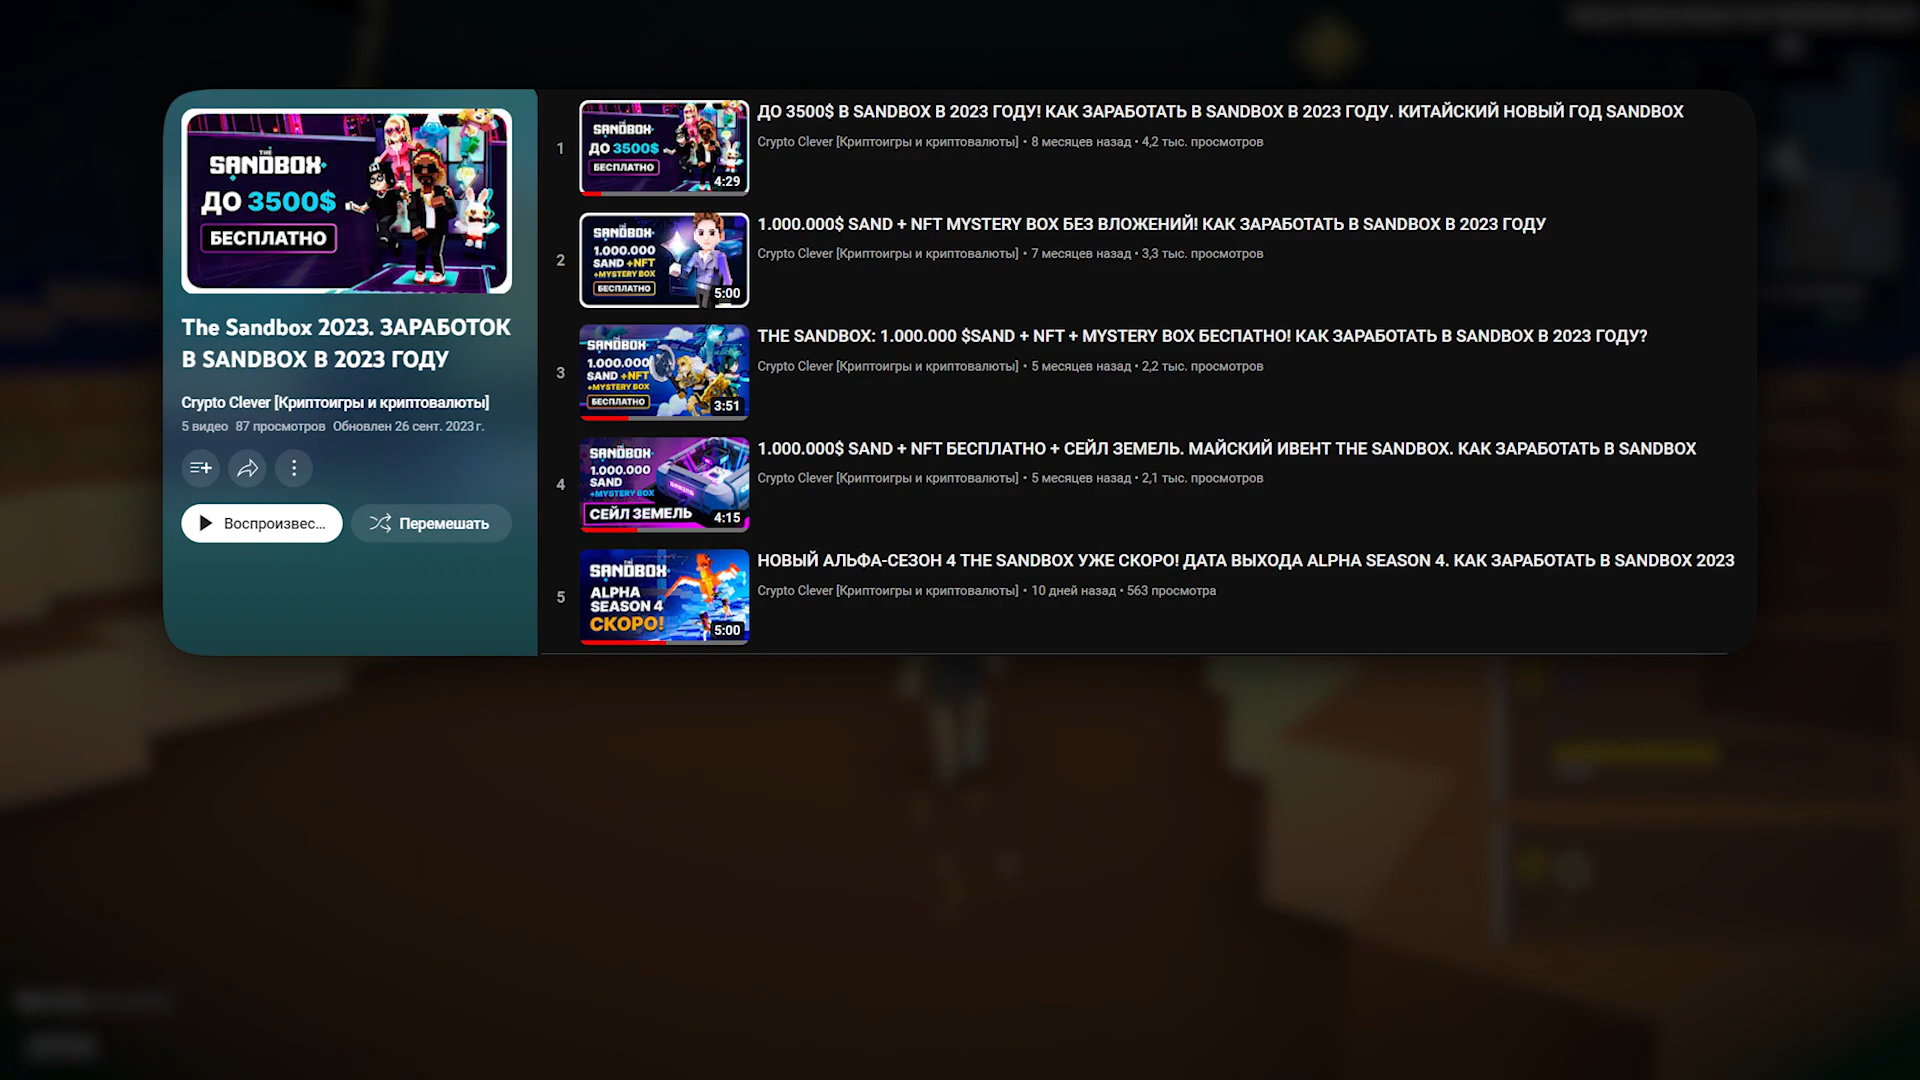 THE
SANDBOX
ДО 3500$
БЕСПЛАТНО
The Sandbox 2023. ЗАРАБОТОК
В SANDBOX В 2023 ГОДУ
Crypto Clever [Криптоигры и криптовалюты]
5 видео 87 просмотров Обновлен 26 сент. 2023 г.
Воспроизвес...
Перемешать
1
THE
SANDBOX
ДО 3500$
БЕСПЛАТНО
4:29
ДО 3500$ В SANDBOX В 2023 ГОДУ! КАК ЗАРАБОТАТЬ В SANDBOX В 2023 ГОДУ. КИТАЙСКИЙ НОВЫЙ ГОД SANDBOX
Crypto Clever [Криптоигры и криптовалюты] • 8 месяцев назад • 4,2 тыс. просмотров
2
SANDBOX
1.000.000
SAND +NFT
+MYSTERY BOX
БЕСПЛАТНО
5:00
1.000.000$ SAND + NFT MYSTERY BOX БЕЗ ВЛОЖЕНИЙ! КАК ЗАРАБОТАТЬ В SANDBOX В 2023 ГОДУ
Crypto Clever [Криптоигры и криптовалюты] • 7 месяцев назад • 3,3 тыс. просмотров
3
SANDBOX
1.000.000
SAND +NFT
+MYSTERY BOX
БЕСПЛАТНО
3:51
THE SANDBOX: 1.000.000 $SAND + NFT + MYSTERY BOX БЕСПАТНО! КАК ЗАРАБОТАТЬ В SANDBOX В 2023 ГОДУ?
Crypto Clever [Криптоигры и криптовалюты] • 5 месяцев назад • 2,2 тыс. просмотров
4
SANDBOX
1.000.000
SAND
+MYSTERY BOX
СЕЙЛ ЗЕМЕЛЬ
4:15
1.000.000$ SAND + NFT БЕСПЛАТНО + СЕЙЛ ЗЕМЕЛЬ. МАЙСКИЙ ИВЕНТ THE SANDBOX. КАК ЗАРАБОТАТЬ В SANDBOX
Crypto Clever [Криптоигры и криптовалюты] • 5 месяцев назад • 2,1 тыс. просмотров
5
THE
SANDBOX
ALPHA
SEASON 4
СКОРО!
5:00
НОВЫЙ АЛЬФА-СЕЗОН 4 THE SANDBOX УЖЕ СКОРО! ДАТА ВЫХОДА ALPHA SEASON 4. КАК ЗАРАБОТАТЬ В SANDBOX 2023
Crypto Clever [Криптоигры и криптовалюты] • 10 дней назад • 563 просмотра